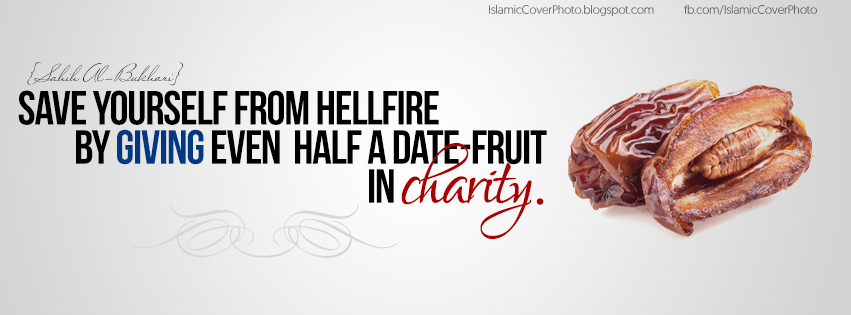 IslamicCoverPhoto.blogspot.com fb.com/IslamicCoverPhoto
{Sahih Al-Bukhari}
SAVE YOURSELF FROM HELLFIRE
BY GIVING EVEN HALF A DATE-FRUIT
IN charity.